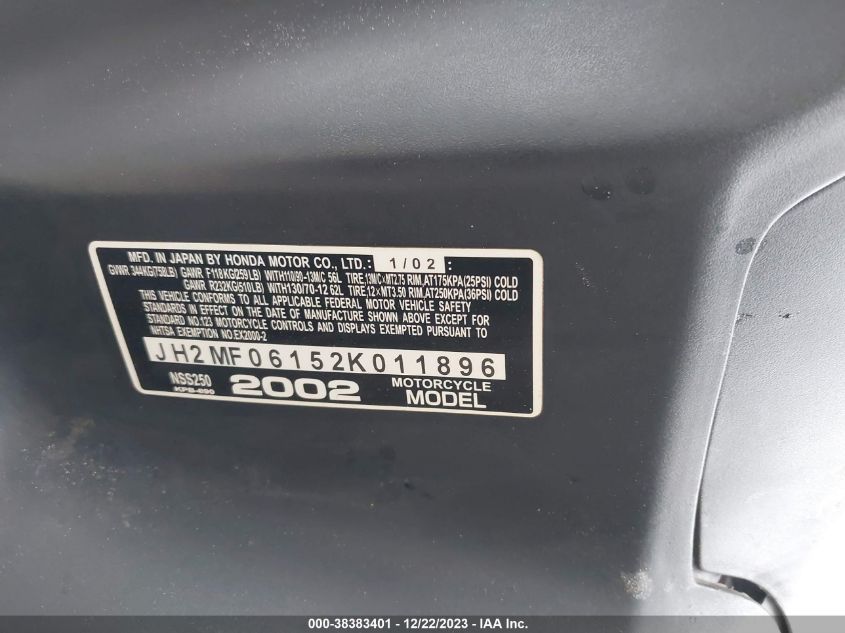 MFD. IN JAPAN BY HONDA MOTOR CO., LTD.: 1/02 :
GVWR 344KG(758LB) GAWR F118KG(259LB) WITH110/90-13M/C 56L TIRE,13M/C×MT2.75 RIM,AT175KPA(25PSI) COLD
GAWR R232KG(510LB) WITH130/70-12 62L TIRE,12×MT3.50 RIM,AT250KPA(36PSI) COLD
THIS VEHICLE CONFORMS TO ALL APPLICABLE FEDERAL MOTOR VEHICLE SAFETY
STANDARDS IN EFFECT ON THE DATE OF MANUFACTURE SHOWN ABOVE EXCEPT FOR
STANDARD NO.123 MOTORCYCLE CONTROLS AND DISPLAYS EXEMPTED PURSUANT TO
NHTSA EXEMPTION NO.EX2000-2
JH2MF06152K011896
NSS250 2002 MOTORCYCLE
KPB-690 MODEL
000-38383401 - 12/22/2023 - IAA Inc.